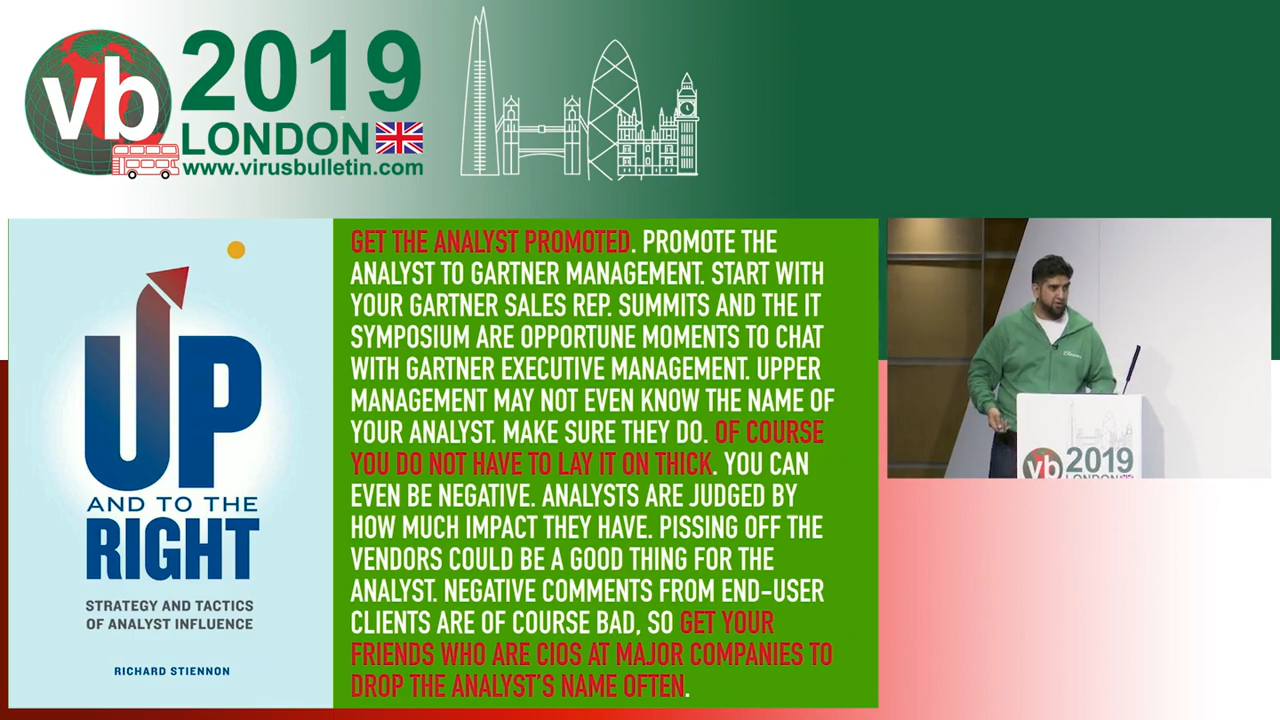 vb
2019
LONDON
www.virusbulletin.com
UP
AND TO THE
RIGHT
STRATEGY AND TACTICS
OF ANALYST INFLUENCE
RICHARD STIENNON
GET THE ANALYST PROMOTED. PROMOTE THE
ANALYST TO GARTNER MANAGEMENT. START WITH
YOUR GARTNER SALES REP. SUMMITS AND THE IT
SYMPOSIUM ARE OPPORTUNE MOMENTS TO CHAT
WITH GARTNER EXECUTIVE MANAGEMENT. UPPER
MANAGEMENT MAY NOT EVEN KNOW THE NAME OF
YOUR ANALYST. MAKE SURE THEY DO. OF COURSE
YOU DO NOT HAVE TO LAY IT ON THICK. YOU CAN
EVEN BE NEGATIVE. ANALYSTS ARE JUDGED BY
HOW MUCH IMPACT THEY HAVE. PISSING OFF THE
VENDORS COULD BE A GOOD THING FOR THE
ANALYST. NEGATIVE COMMENTS FROM END-USER
CLIENTS ARE OF COURSE BAD, SO GET YOUR
FRIENDS WHO ARE CIOS AT MAJOR COMPANIES TO
DROP THE ANALYST'S NAME OFTEN.
vb
2019
LONDON